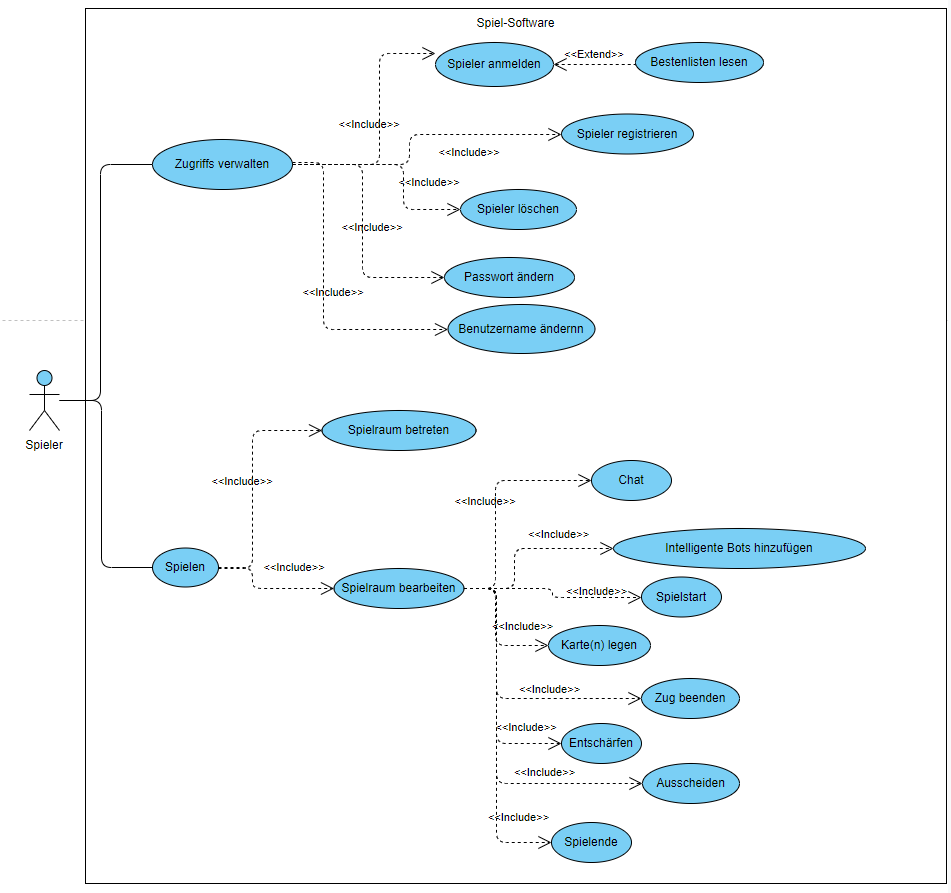 Spiel-Software
Spieler anmelden
<<Extend>>
Bestenlisten lesen
<<Include>>
Spieler registrieren
<<Include>>
Zugriffs verwalten
<<Include>>
Spieler löschen
<<Include>>
Passwort ändern
<<Include>>
Benutzername ändernn
Spieler
Spielraum betreten
<<Include>>
Chat
<<Include>>
<<Include>>
Intelligente Bots hinzufügen
Spielen
<<Include>>
Spielraum bearbeiten
<<Include>>
Spielstart
<<Include>>
Karte(n) legen
<<Include>>
Zug beenden
<<Include>>
Entschärfen
<<Include>>
Ausscheiden
<<Include>>
Spielende